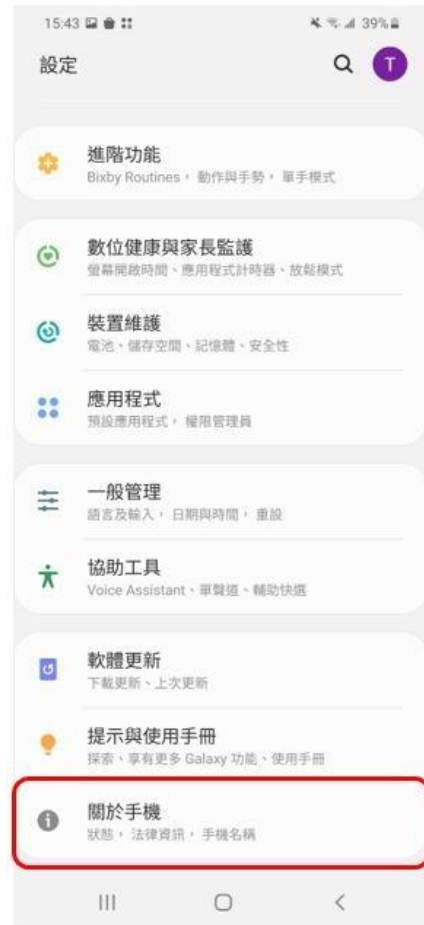 15:43 39%
設定
T
進階功能
Bixby Routines， 動作與手勢， 單手模式
數位健康與家長監護
螢幕開啟時間、應用程式計時器、放鬆模式
裝置維護
電池、儲存空間、記憶體、安全性
應用程式
預設應用程式， 權限管理員
一般管理
語言及輸入， 日期與時間， 重設
協助工具
Voice Assistant、單聲道、輔助快選
軟體更新
下載更新、上次更新
提示與使用手冊
探索、享有更多 Galaxy 功能、使用手冊
關於手機
狀態， 法律資訊， 手機名稱